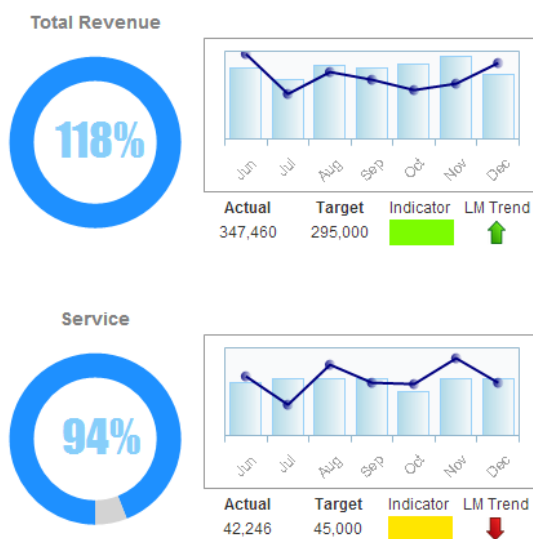 Total Revenue
118%
Jun Jul Aug Sep Oct Nov Dec
Actual Target Indicator LM Trend
347,460 295,000
Service
94%
Jun Jul Aug Sep Oct Nov Dec
Actual Target Indicator LM Trend
42,246 45,000